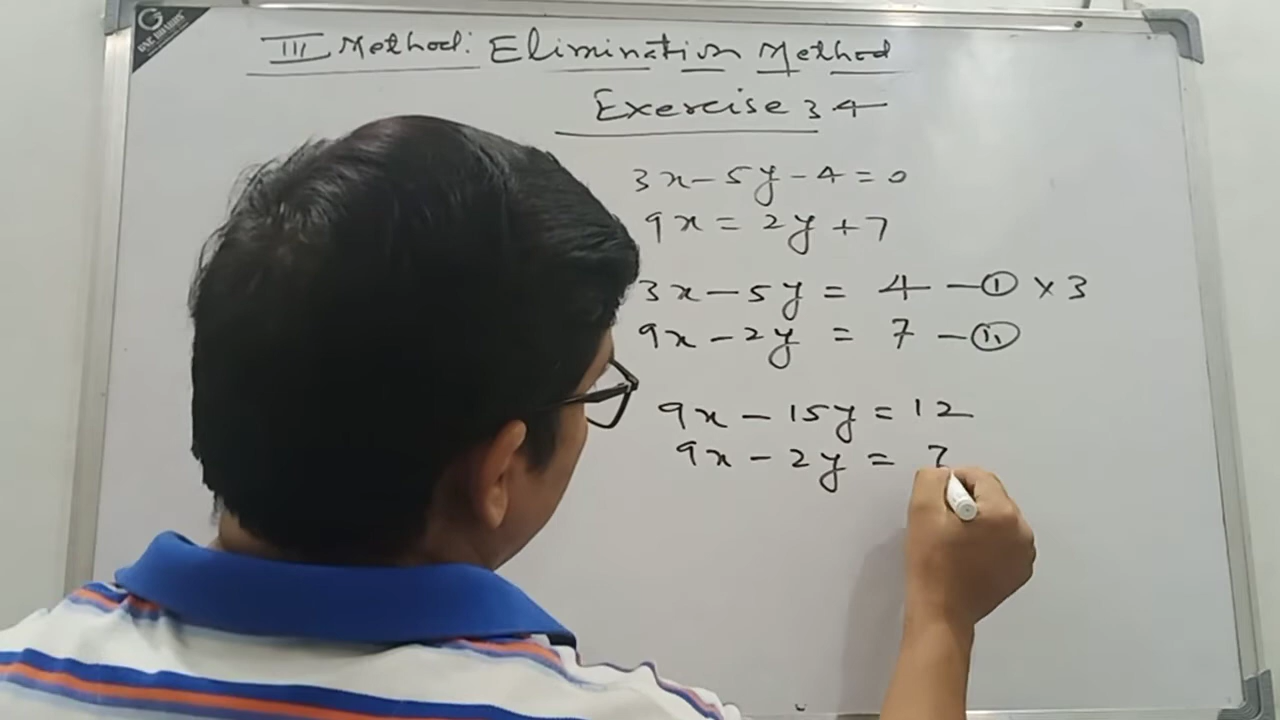 III Method: Elimination Method
Exercise 3 4
3x - 5y - 4 = 0
9x = 2y + 7
3x - 5y = 4 - ① × 3
9x - 2y = 7 - ⓘⓘ
9x - 15y = 12
9x - 2y = 7